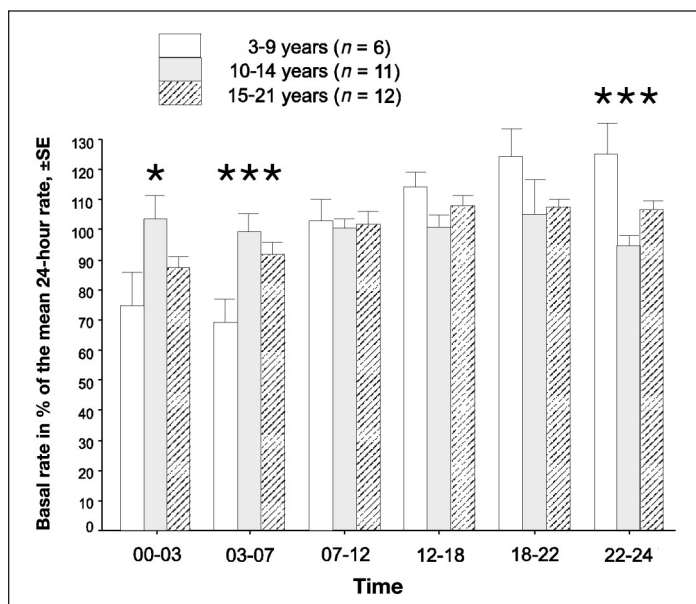 3-9 years (n = 6)
10-14 years (n = 11)
15-21 years (n = 12)
Basal rate in % of the mean 24-hour rate, ±SE
130
120
110
100
90
80
70
60
50
40
30
20
10
0
*
***
***
00-03 03-07 07-12 12-18 18-22 22-24
Time